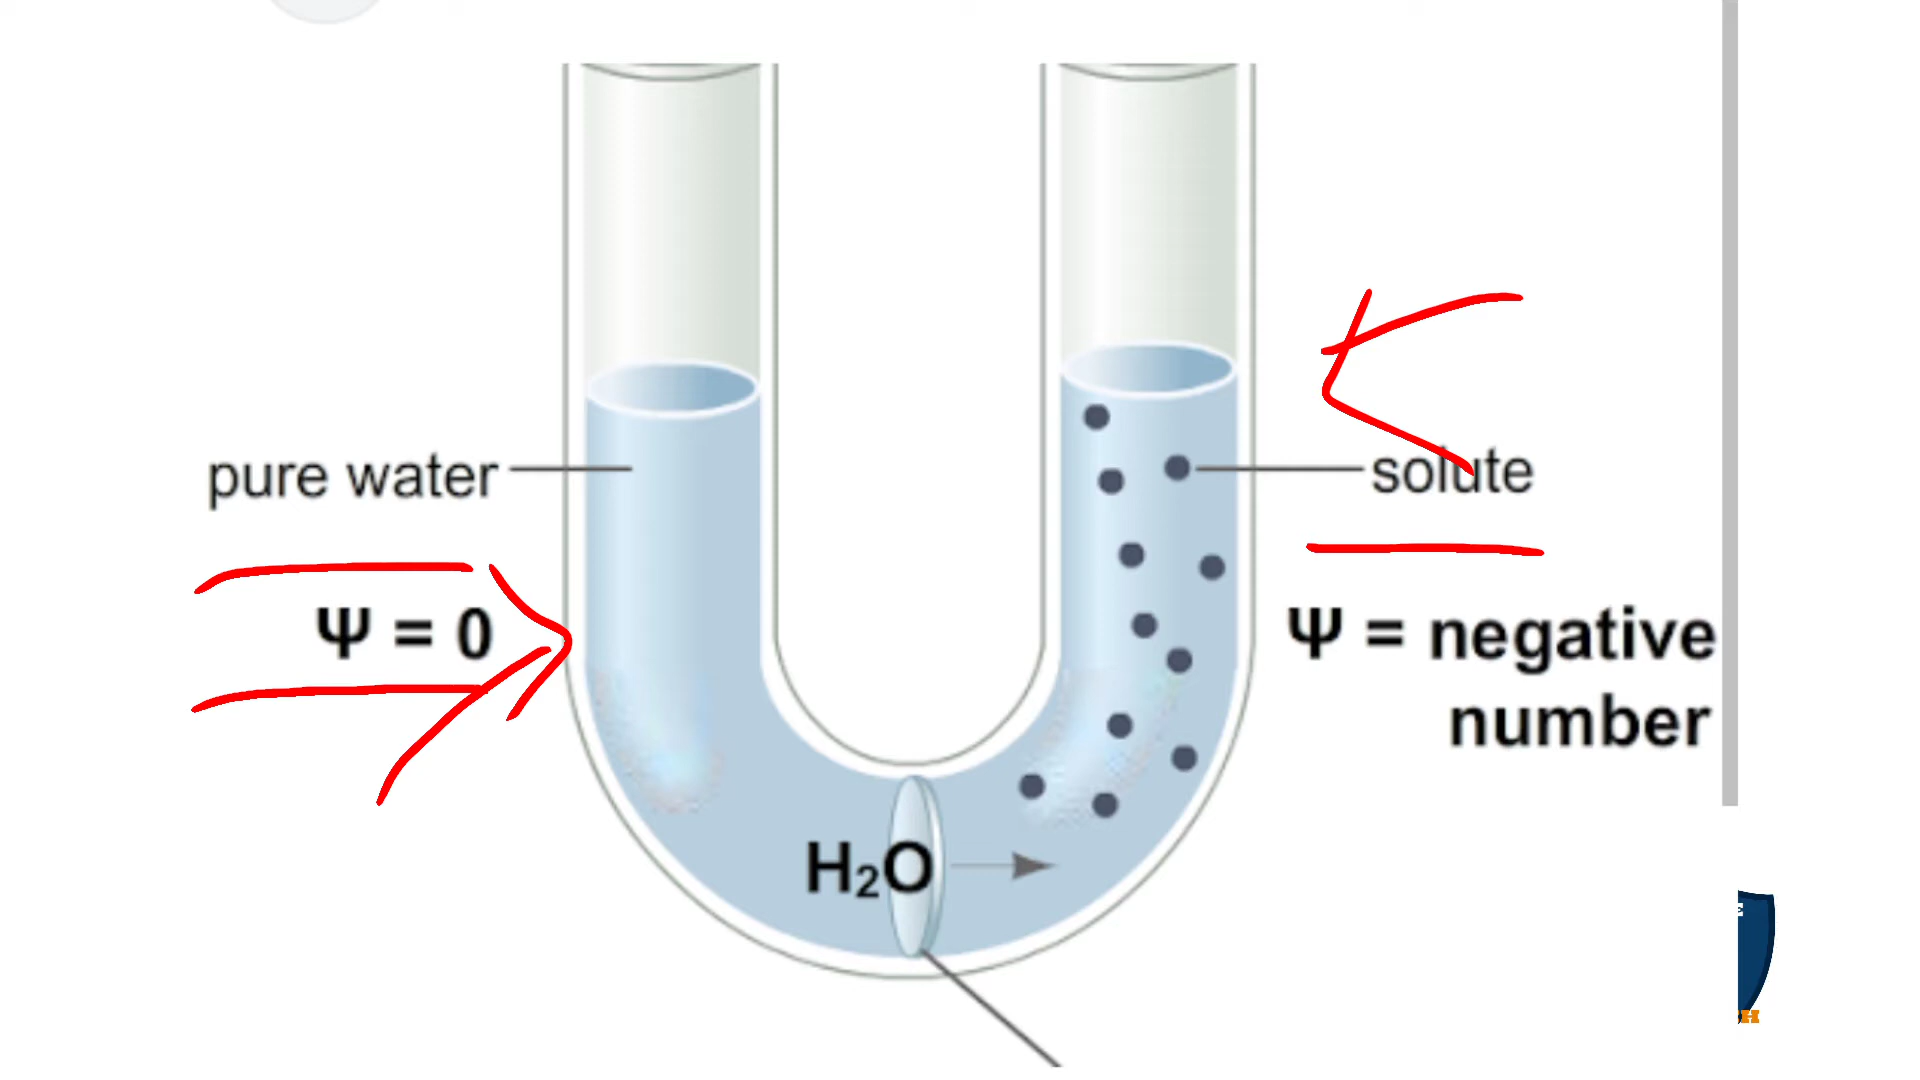 pure water
solute
Ψ = 0
Ψ = negative
number
H₂O
H